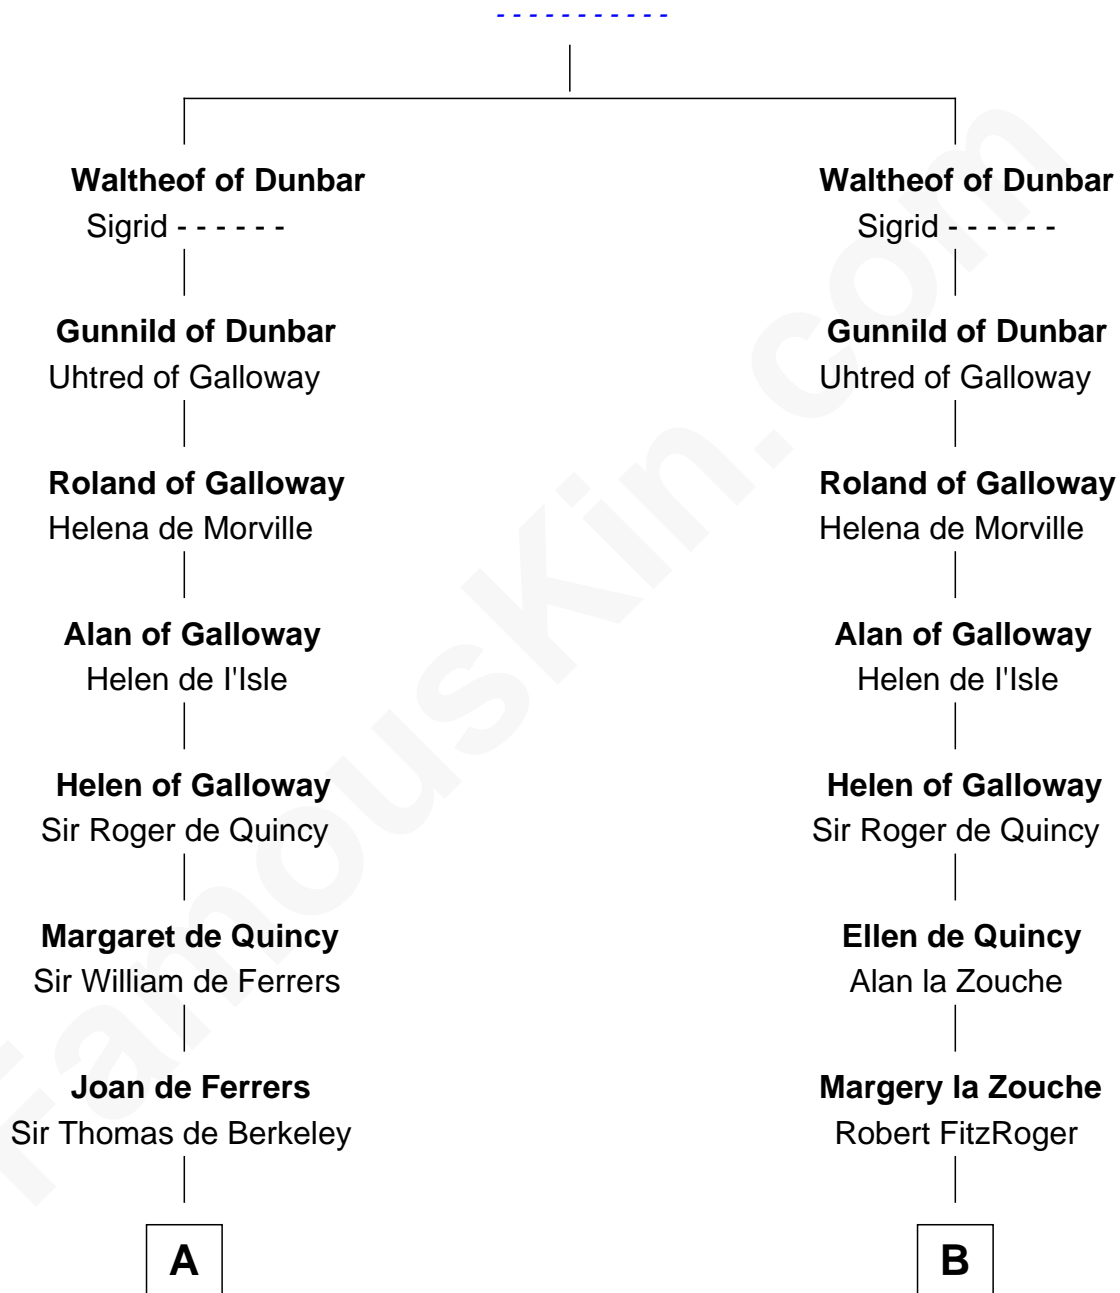 - - - - - - - - - - -
Waltheof of Dunbar
Sigrid - - - - - -
Gunnild of Dunbar
Uhtred of Galloway
Roland of Galloway
Helena de Morville
Alan of Galloway
Helen de I'Isle
Helen of Galloway
Sir Roger de Quincy
Margaret de Quincy
Sir William de Ferrers
Joan de Ferrers
Sir Thomas de Berkeley
A
Waltheof of Dunbar
Sigrid - - - - - -
Gunnild of Dunbar
Uhtred of Galloway
Roland of Galloway
Helena de Morville
Alan of Galloway
Helen de I'Isle
Helen of Galloway
Sir Roger de Quincy
Ellen de Quincy
Alan la Zouche
Margery la Zouche
Robert FitzRoger
B
FamousKin.com